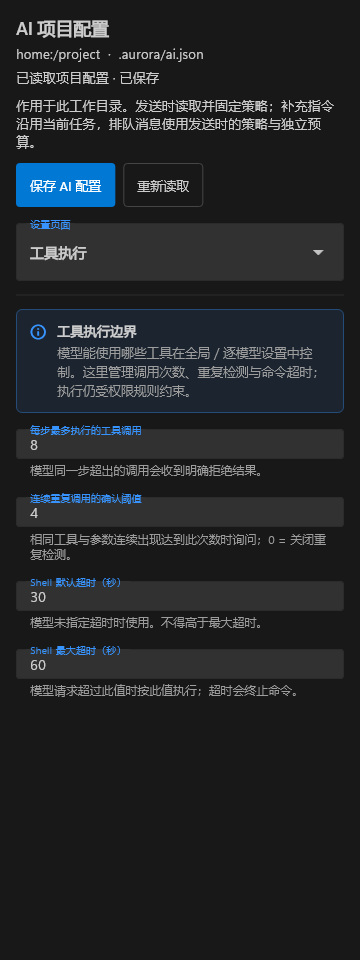 AI 项目配置
home:/project · .aurora/ai.json
已读取项目配置 · 已保存
作用于此工作目录。发送时读取并固定策略；补充指令
沿用当前任务，排队消息使用发送时的策略与独立预
算。
保存 AI 配置
重新读取
设置页面
工具执行
工具执行边界
模型能使用哪些工具在全局 / 逐模型设置中控
制。这里管理调用次数、重复检测与命令超时；
执行仍受权限规则约束。
每步最多执行的工具调用
8
模型同一步超出的调用会收到明确拒绝结果。
连续重复调用的确认阈值
4
相同工具与参数连续出现达到此次数时询问；0 = 关闭重
复检测。
Shell 默认超时（秒）
30
模型未指定超时时使用。不得高于最大超时。
Shell 最大超时（秒）
60
模型请求超过此值时按此值执行；超时会终止命令。